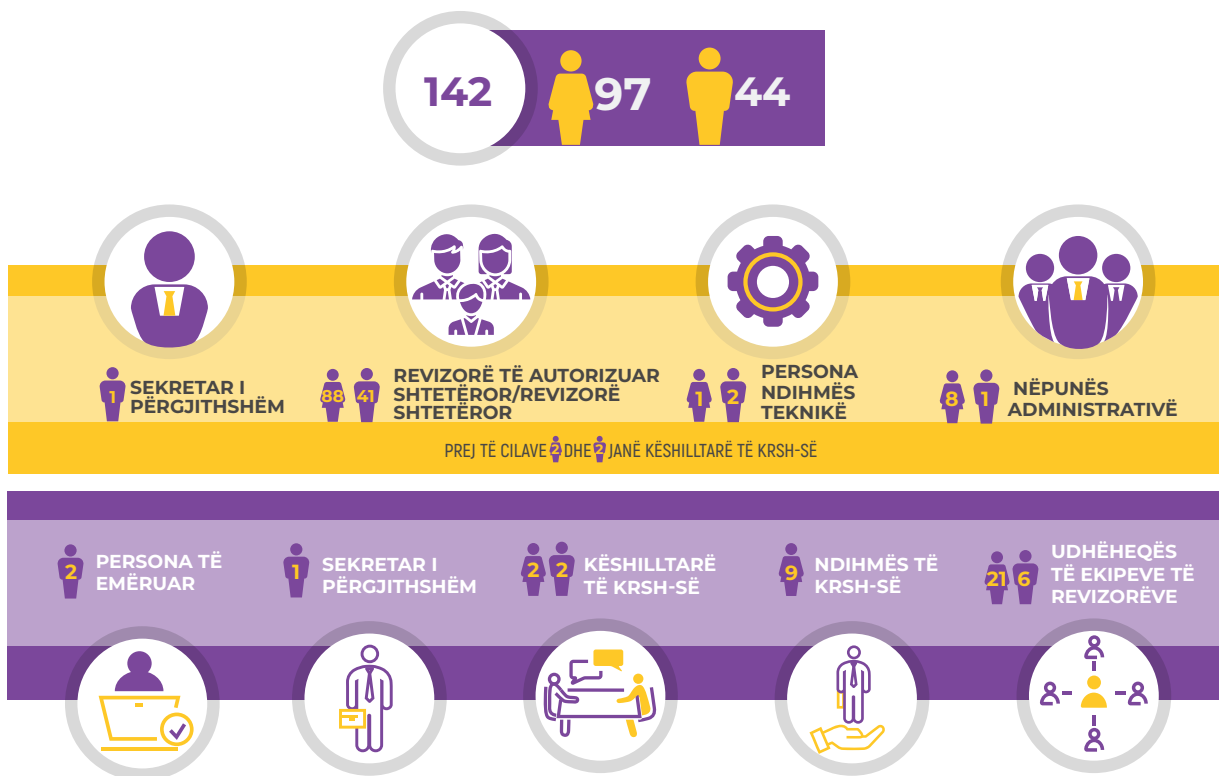 142
97
44
1
SEKRETAR I
PËRGJITHSHËM
88 41
REVIZORË TË AUTORIZUAR
SHTETËROR/REVIZORË
SHTETËROR
1 2
PERSONA
NDIHMËS
TEKNIKË
8 1
NËPUNËS
ADMINISTRATIVË
PREJ TË CILAVE 2 DHE 2 JANË KËSHILLTARË TË KRSH-SË
2
PERSONA TË
EMËRUAR
1
SEKRETAR I
PËRGJITHSHËM
2 2
KËSHILLTARË
TË KRSH-SË
9
NDIHMËS TË
KRSH-SË
21 6
UDHËHEQËS
TË EKIPEVE TË
REVIZORËVE